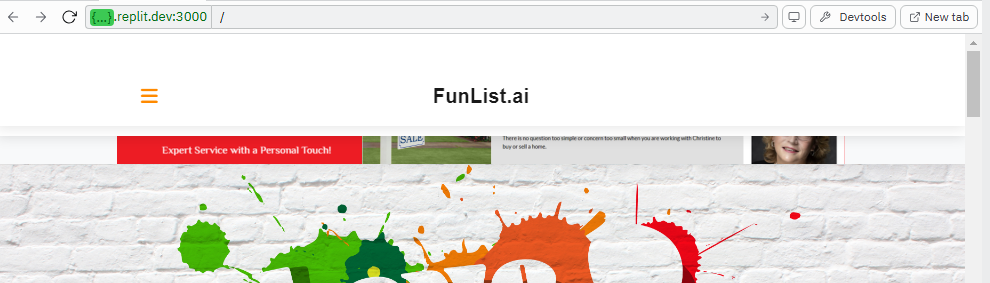 {...}.replit.dev:3000 /
Devtools
New tab
FunList.ai
SALE
Expert Service with a Personal Touch!
There is no question too simple or concern too small when you are working with Christine to
buy or sell a home.